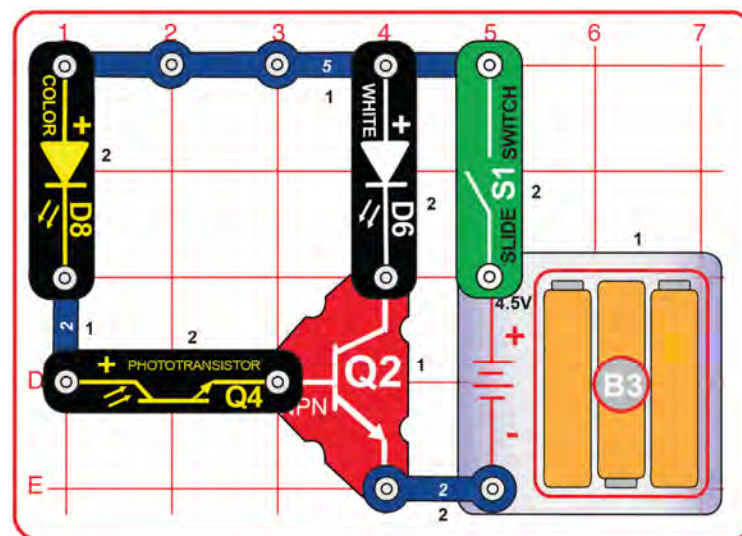 1 2 3 4 5 6 7
COLOR
+
D8
2
5
1
WHITE
+
D6
2
SLIDE S1 SWITCH
2
1
4.5V
+
-
B3
2
1
2
D
+ PHOTOTRANSISTOR
Q4
NPN
Q2
1
E
2
2